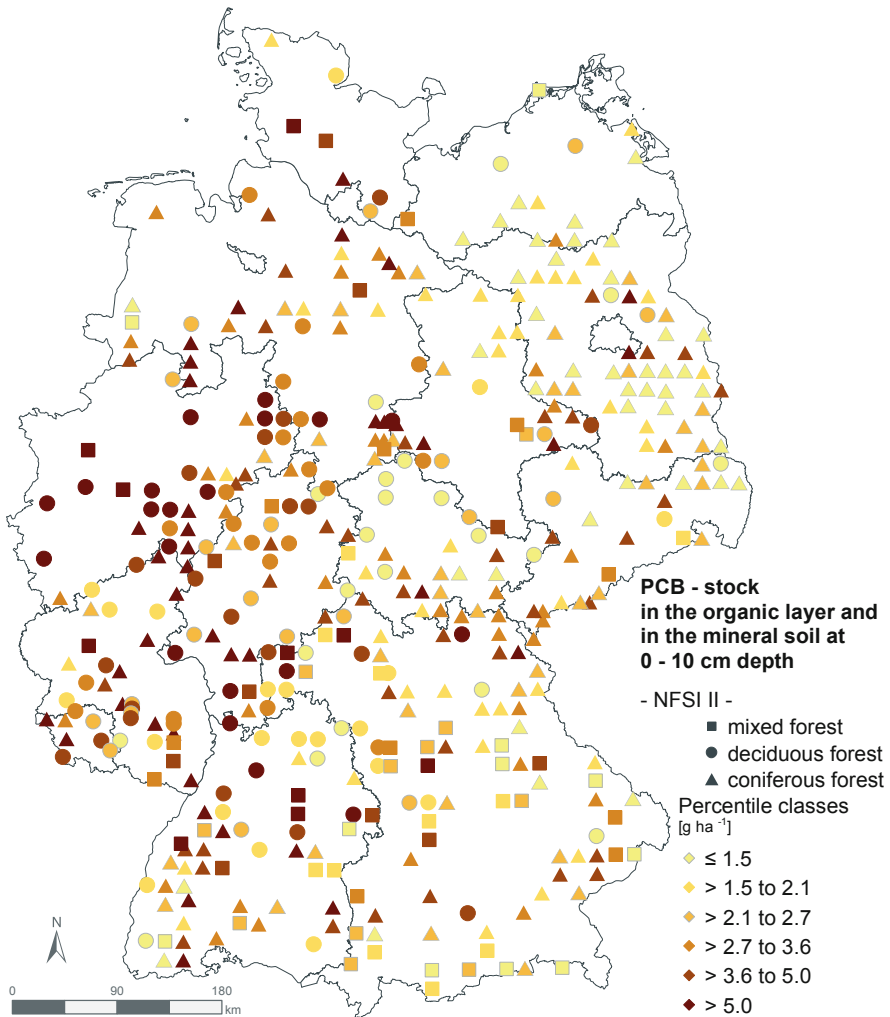 PCB - stock
in the organic layer and
in the mineral soil at
0 - 10 cm depth
- NFSI II -
mixed forest
deciduous forest
coniferous forest
Percentile classes
[g ha ⁻¹]
≤ 1.5
> 1.5 to 2.1
> 2.1 to 2.7
> 2.7 to 3.6
> 3.6 to 5.0
> 5.0
N
0 90 180
km